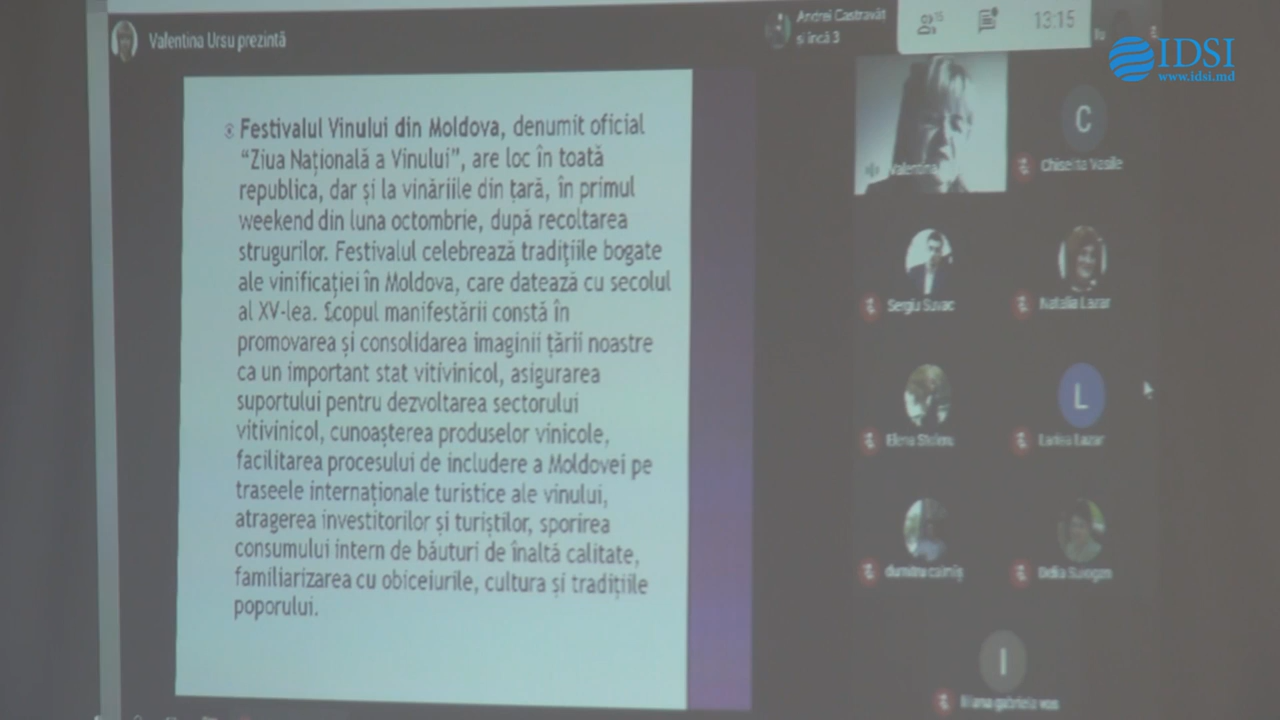 Valentina Ursu prezintă
Andrei Castravăț
și încă 3
15
13:15
IDSI
www.idsi.md
Festivalul Vinului din Moldova, denumit oficial
“Ziua Națională a Vinului”, are loc în toată
republica, dar și la vinăriile din țară, în primul
weekend din luna octombrie, după recoltarea
strugurilor. Festivalul celebrează tradițiile bogate
ale vinificației în Moldova, care datează cu secolul
al XV-lea. Scopul manifestării constă în
promovarea și consolidarea imaginii țării noastre
ca un important stat vitivinicol, asigurarea
suportului pentru dezvoltarea sectorului
vitivinicol, cunoașterea produselor vinicole,
facilitarea procesului de includere a Moldovei pe
traseele internaționale turistice ale vinului,
atragerea investitorilor și turiștilor, sporirea
consumului intern de băuturi de înaltă calitate,
familiarizarea cu obiceiurile, cultura și tradițiile
poporului.
Valentina
C
Vasile
Sergiu Suvac
Natalia Lazar
Elena
L
Lazar
dumitru
I
gabriela